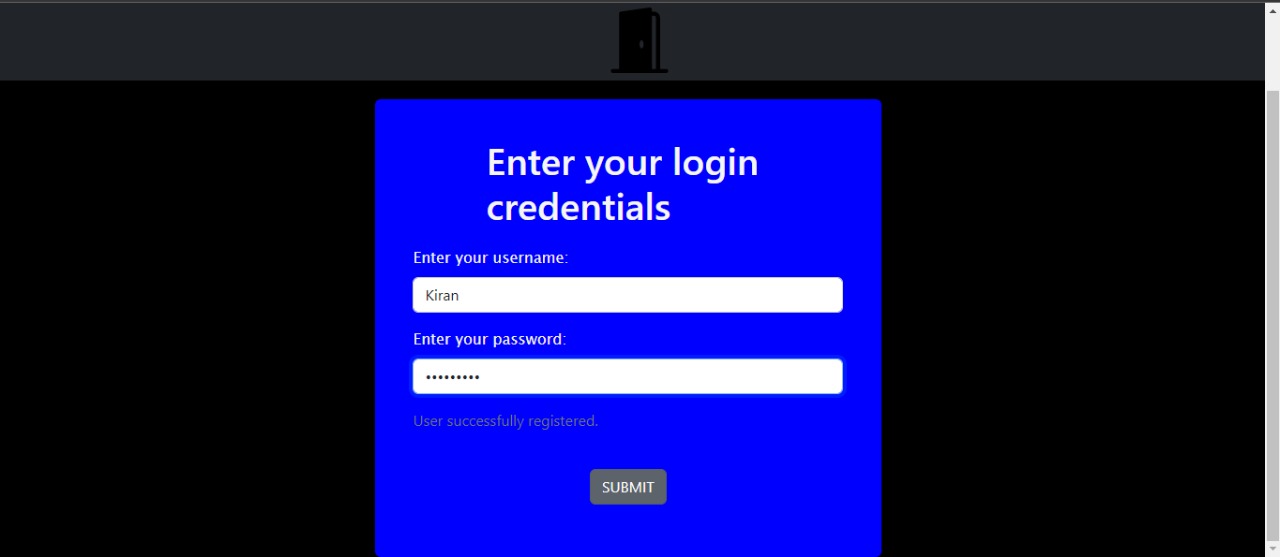 Enter your login
credentials
Enter your username:
Kiran
Enter your password:
•••••••••
User successfully registered.
SUBMIT